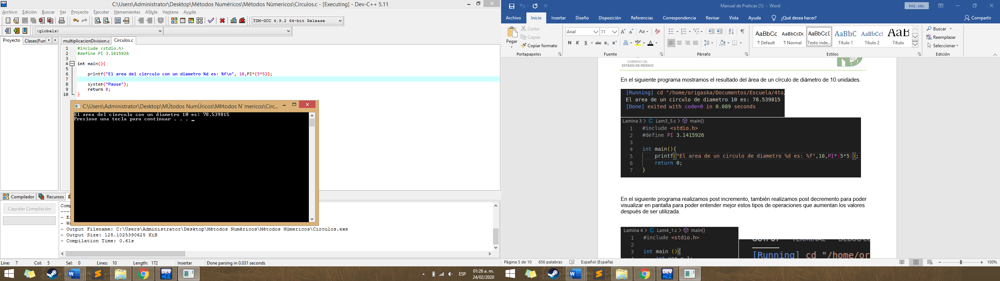 C:\Users\Administrator\Desktop\Métodos Numéricos\Mètodos Nùmericos\Circulos.c - [Executing] - Dev-C++ 5.11
Archivo Edición Buscar Ver Proyecto Ejecutar Herramientas AStyle Ventana Ayuda
TDM-GCC 4.9.2 64-bit Release
(globals)
Proyecto Clases(Fun multiplicacionDivision.c Circulos.c
1 #include <stdio.h>
2 #define PI 3.1415926
3
4 int main(){
5
6 printf("El area del cierculo con un diametro %d es: %f\n", 10,PI*(5*5));
7
8 system("Pause");
9 return 0;
10 }
C:\Users\Administrator\Desktop\MÚtodos NumÚricos\MÞtodos N¨mericos\Circ...
El area del cierculo con un diametro 10 es: 78.539815
Presione una tecla para continuar . . . _
Compilador Recursos
Cancelar Compilación
- Output Filename: C:\Users\Administrator\Desktop\Métodos Numéricos\Mètodos Nùmericos\Circulos.exe
- Output Size: 128.1025390625 KiB
- Compilation Time: 0.61s
Line: 7 Col: 5 Sel: 0 Lines: 10 Length: 172 Insertar Done parsing in 0.031 seconds
DEV C++
ESP
01:26 a. m.
24/02/2020
Manual de Praticas (1) - Word
Inic. ses.
Archivo Inicio Insertar Diseño Disposición Referencias Correspondencia Revisar Vista Ayuda ¿Qué desea hacer? Compartir
Pegar
Cortar
Copiar
Copiar formato
Portapapeles
Arial 11
N K S abc x₂ x²
Fuente
Párrafo
AaBbCc AaBbCcDc AaBbCcD AaBbC AaBbCcI AaB
¶ Default ¶ Normal Texto inde... Título 1 Título 2 Título
Estilos
Buscar
Reemplazar
Seleccionar
Edición
GOBIERNO DEL
ESTADO DE MÉXICO
En el siguiente programa mostramos el resultado del área de un círculo de diámetro de 10 unidades.
[Running] cd "/home/origaska/Documentos/Escuela/4to/
El area de un circulo de diametro 10 es: 78.539815
[Done] exited with code=0 in 0.089 seconds
Lamina 3 > C Lam3_5.c > main()
1 #include <stdio.h>
2 #define PI 3.1415926
3
4 int main(){
5 printf("El area de un circulo de diametro %d es: %f",10,PI*(5*5));
6 return 0;
7 }
En el siguiente programa realizamos post incremento, también realizamos post decremento para poder
visualizar en pantalla para poder entender mejor estos tipos de operaciones que aumentan los valores
después de ser utilizada.
Lamina 4 > C Lam4_1.c > main()
1 #include <stdio.h>
2
3 int main (){
4 int var = 1;
OUTPUT TERMINAL DEBUG CO
[Running] cd "/home/or
Página 5 de 10 656 palabras Español (España) 100%
DEV C++